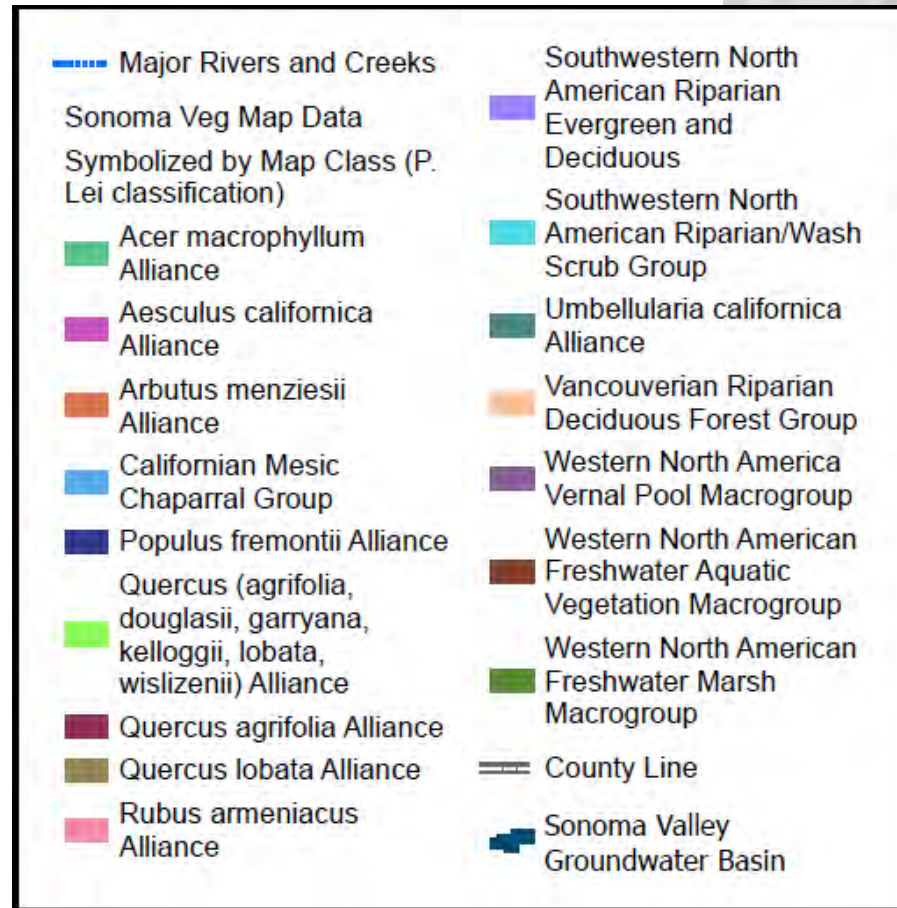 Major Rivers and Creeks
Sonoma Veg Map Data
Symbolized by Map Class (P.
Lei classification)
Acer macrophyllum
Alliance
Aesculus californica
Alliance
Arbutus menziesii
Alliance
Californian Mesic
Chaparral Group
Populus fremontii Alliance
Quercus (agrifolia,
douglasii, garryana,
kelloggii, lobata,
wislizenii) Alliance
Quercus agrifolia Alliance
Quercus lobata Alliance
Rubus armeniacus
Alliance
Southwestern North
American Riparian
Evergreen and
Deciduous
Southwestern North
American Riparian/Wash
Scrub Group
Umbellularia californica
Alliance
Vancouverian Riparian
Deciduous Forest Group
Western North America
Vernal Pool Macrogroup
Western North American
Freshwater Aquatic
Vegetation Macrogroup
Western North American
Freshwater Marsh
Macrogroup
County Line
Sonoma Valley
Groundwater Basin